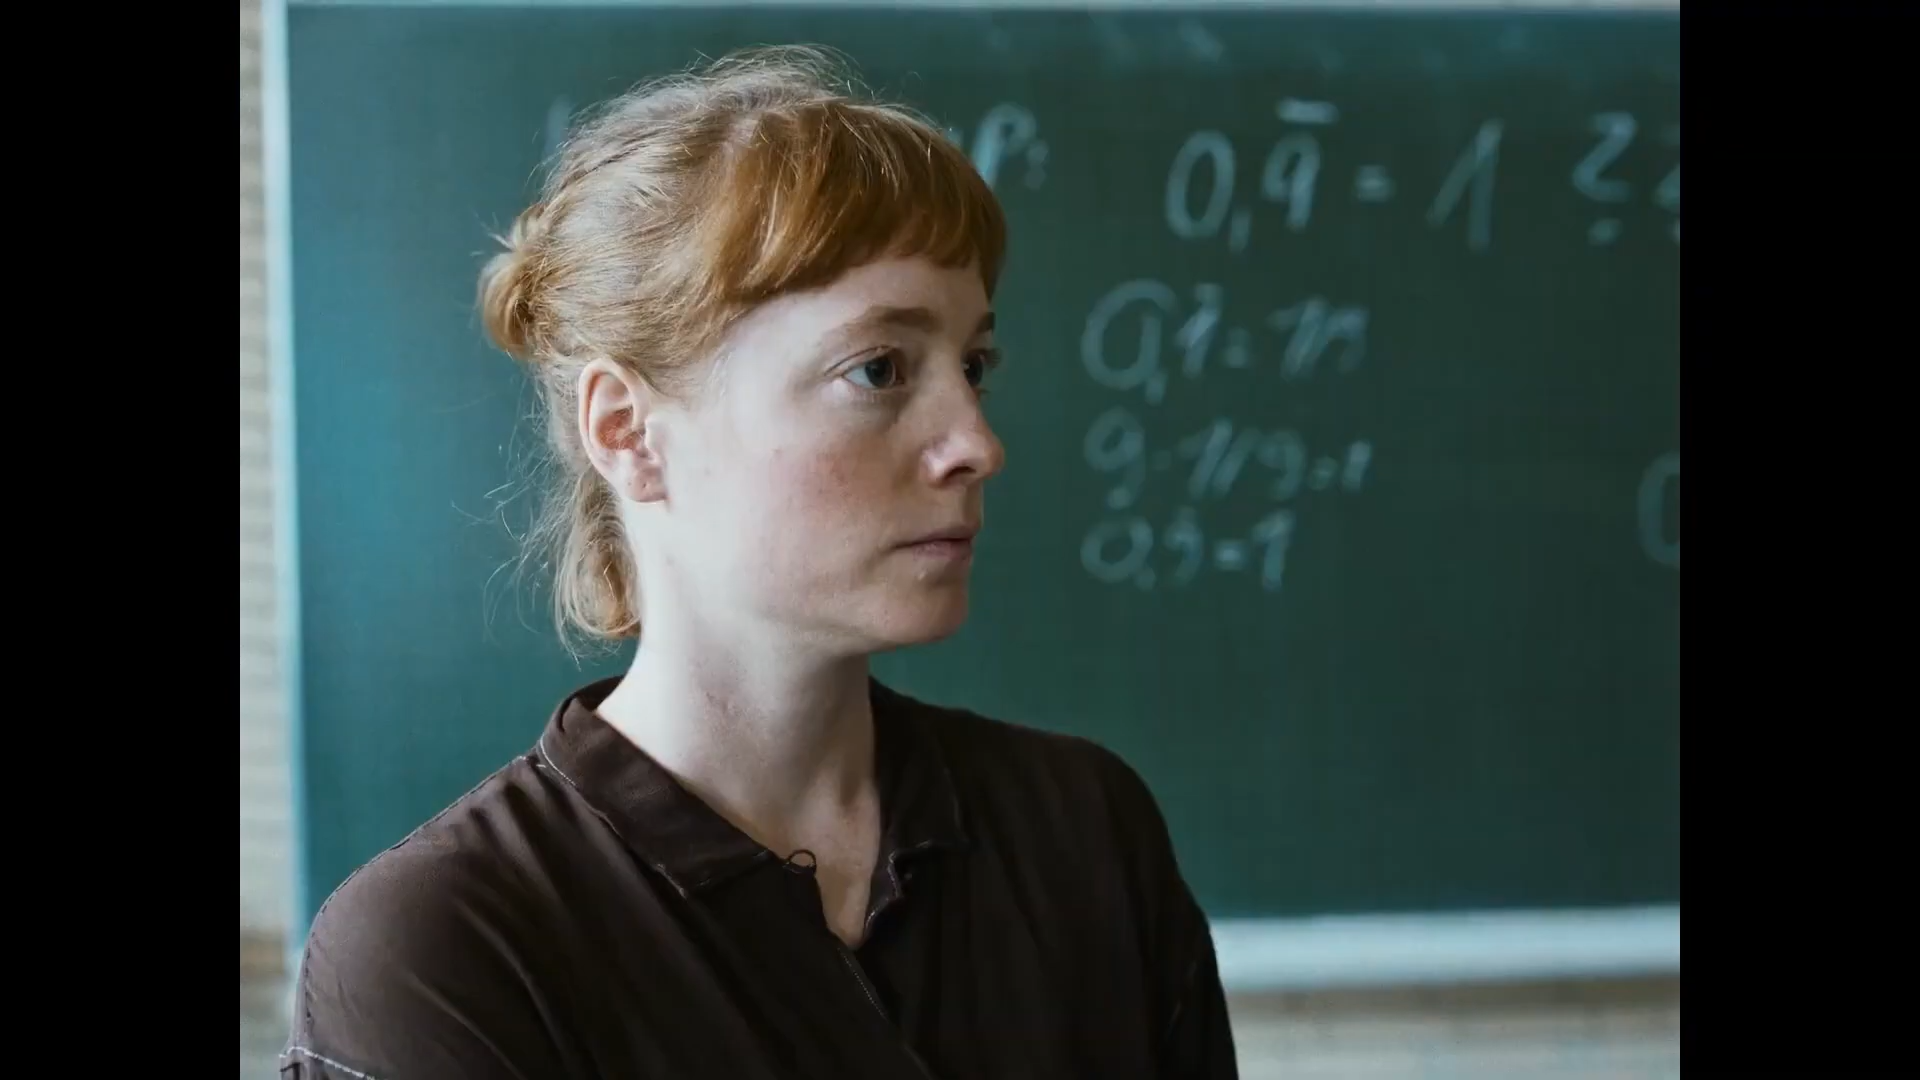 p: 0,9̅ = 1 ??
0,1̅ = 1/9
9 · 1/9 = 1
0,9̅ = 1